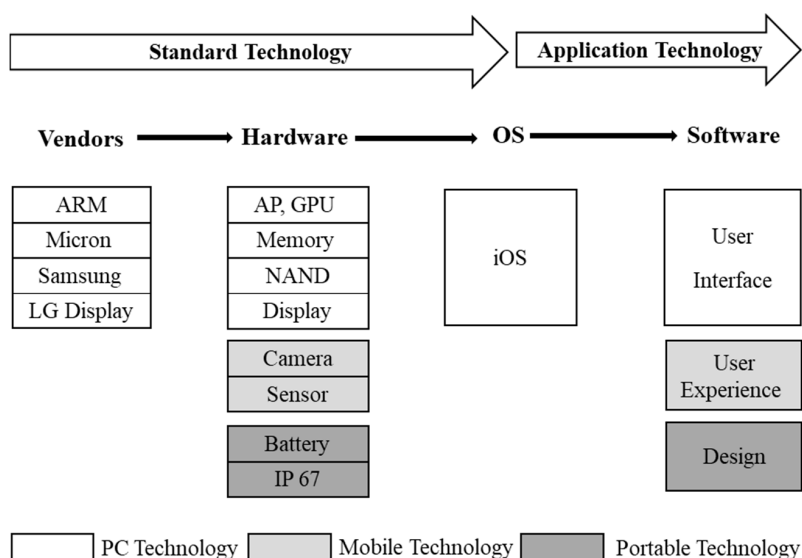 Standard Technology
Application Technology
Vendors
Hardware
OS
Software
ARM
Micron
Samsung
LG Display
AP, GPU
Memory
NAND
Display
Camera
Sensor
Battery
IP 67
iOS
User
Interface
User
Experience
Design
PC Technology
Mobile Technology
Portable Technology